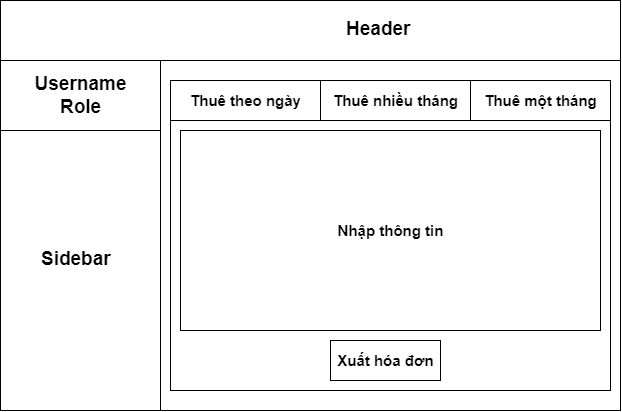 Header
Username
Role
Thuê theo ngày
Thuê nhiều tháng
Thuê một tháng
Sidebar
Nhập thông tin
Xuất hóa đơn